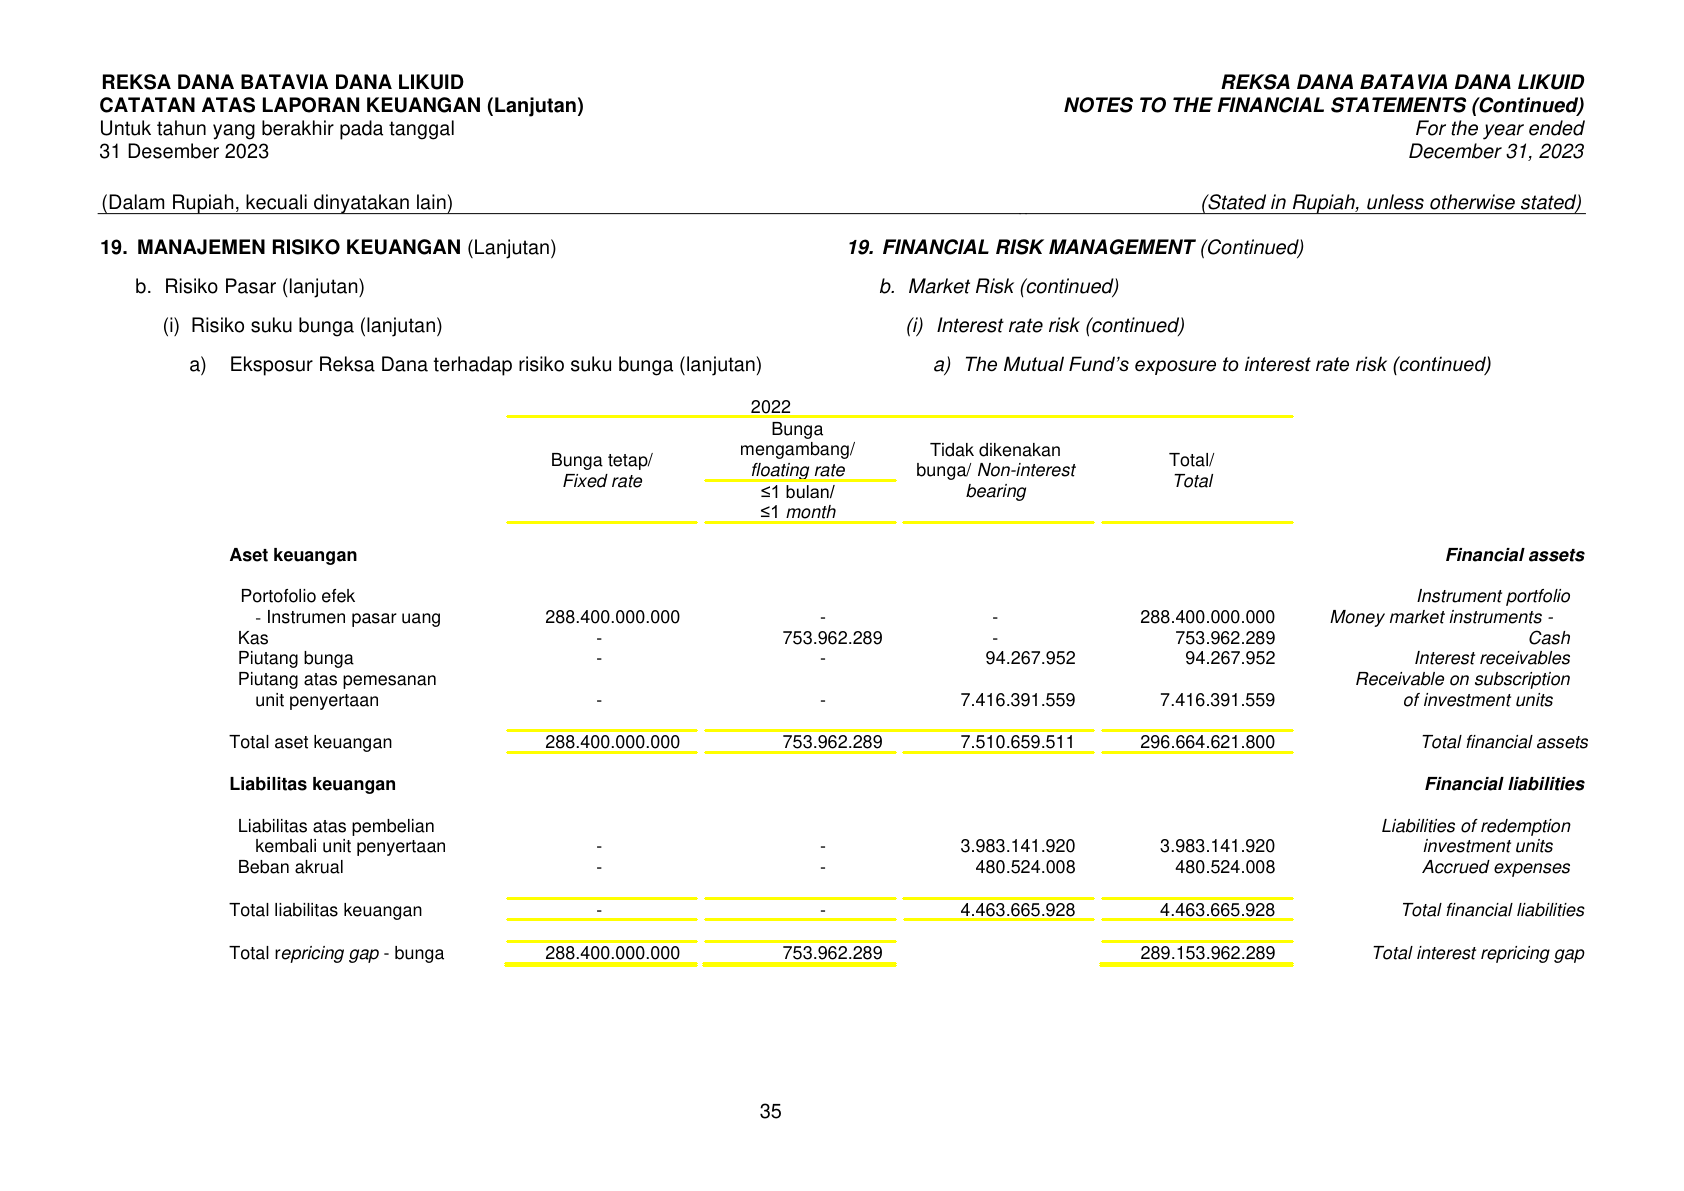 REKSA DANA BATAVIA DANA LIKUID
CATATAN ATAS LAPORAN KEUANGAN (Lanjutan)
Untuk tahun yang berakhir pada tanggal
31 Desember 2023
REKSA DANA BATAVIA DANA LIKUID
NOTES TO THE FINANCIAL STATEMENTS (Continued)
For the year ended
December 31, 2023
(Dalam Rupiah, kecuali dinyatakan lain)
(Stated in Rupiah, unless otherwise stated)
19. MANAJEMEN RISIKO KEUANGAN (Lanjutan)
b. Risiko Pasar (lanjutan)
(i) Risiko suku bunga (lanjutan)
a) Eksposur Reksa Dana terhadap risiko suku bunga (lanjutan)
19. FINANCIAL RISK MANAGEMENT (Continued)
b. Market Risk (continued)
(i) Interest rate risk (continued)
a) The Mutual Fund's exposure to interest rate risk (continued)
2022
Bunga tetap/
Fixed rate
Bunga
mengambang/
floating rate
≤1 bulan/
≤1 month
Tidak dikenakan
bunga/ Non-interest
bearing
Total/
Total
Aset keuangan Financial assets
Portofolio efek Instrument portfolio
- Instrumen pasar uang 288.400.000.000 - - 288.400.000.000 Money market instruments -
Kas - 753.962.289 - 753.962.289 Cash
Piutang bunga - - 94.267.952 94.267.952 Interest receivables
Piutang atas pemesanan Receivable on subscription
unit penyertaan - - 7.416.391.559 7.416.391.559 of investment units
Total aset keuangan 288.400.000.000 753.962.289 7.510.659.511 296.664.621.800 Total financial assets
Liabilitas keuangan Financial liabilities
Liabilitas atas pembelian Liabilities of redemption
kembali unit penyertaan - - 3.983.141.920 3.983.141.920 investment units
Beban akrual - - 480.524.008 480.524.008 Accrued expenses
Total liabilitas keuangan - - 4.463.665.928 4.463.665.928 Total financial liabilities
Total repricing gap - bunga 288.400.000.000 753.962.289 289.153.962.289 Total interest repricing gap
35